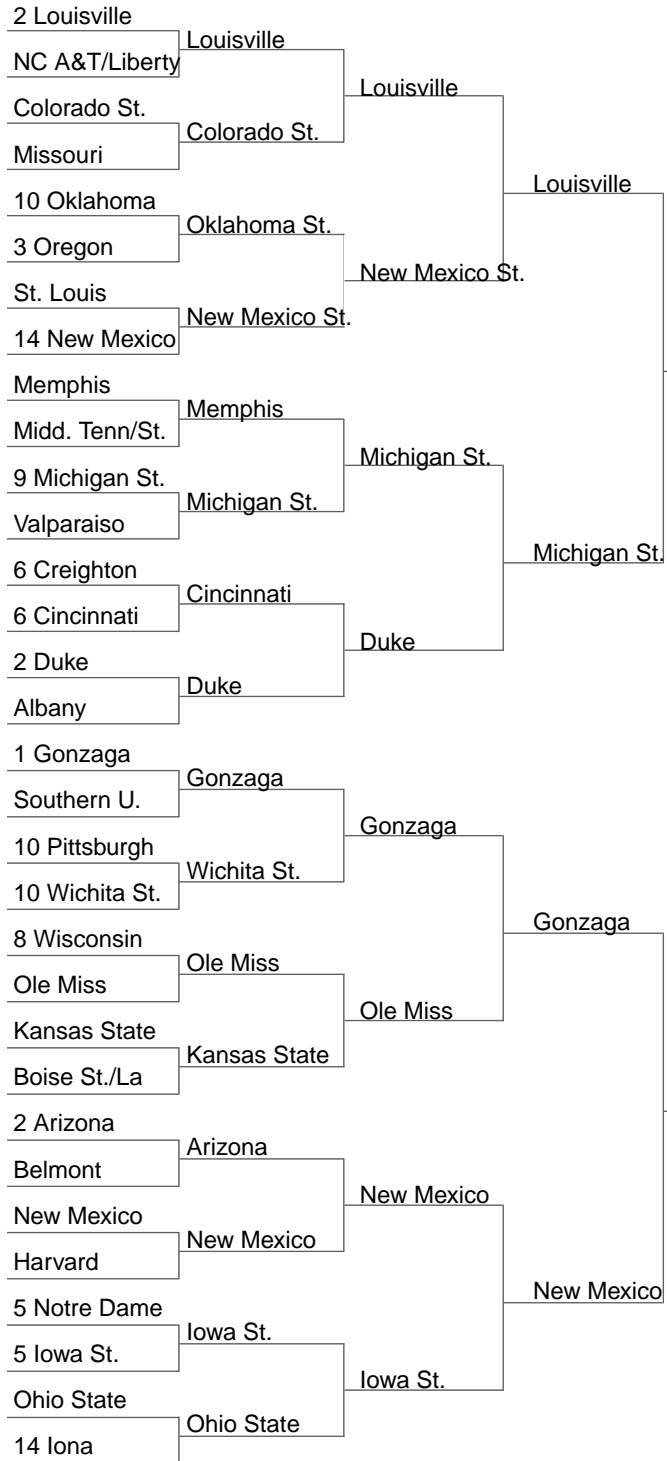 2 Louisville
NC A&T/Liberty
Colorado St.
Missouri
10 Oklahoma
3 Oregon
St. Louis
14 New Mexico
Memphis
Midd. Tenn/St.
9 Michigan St.
Valparaiso
6 Creighton
6 Cincinnati
2 Duke
Albany
1 Gonzaga
Southern U.
10 Pittsburgh
10 Wichita St.
8 Wisconsin
Ole Miss
Kansas State
Boise St./La
2 Arizona
Belmont
New Mexico
Harvard
5 Notre Dame
5 Iowa St.
Ohio State
14 Iona
Louisville
Colorado St.
Oklahoma St.
New Mexico St.
Memphis
Michigan St.
Cincinnati
Duke
Gonzaga
Wichita St.
Ole Miss
Kansas State
Arizona
New Mexico
Iowa St.
Ohio State
Louisville
New Mexico St.
Michigan St.
Duke
Gonzaga
Ole Miss
New Mexico
Iowa St.
Louisville
Michigan St.
Gonzaga
New Mexico